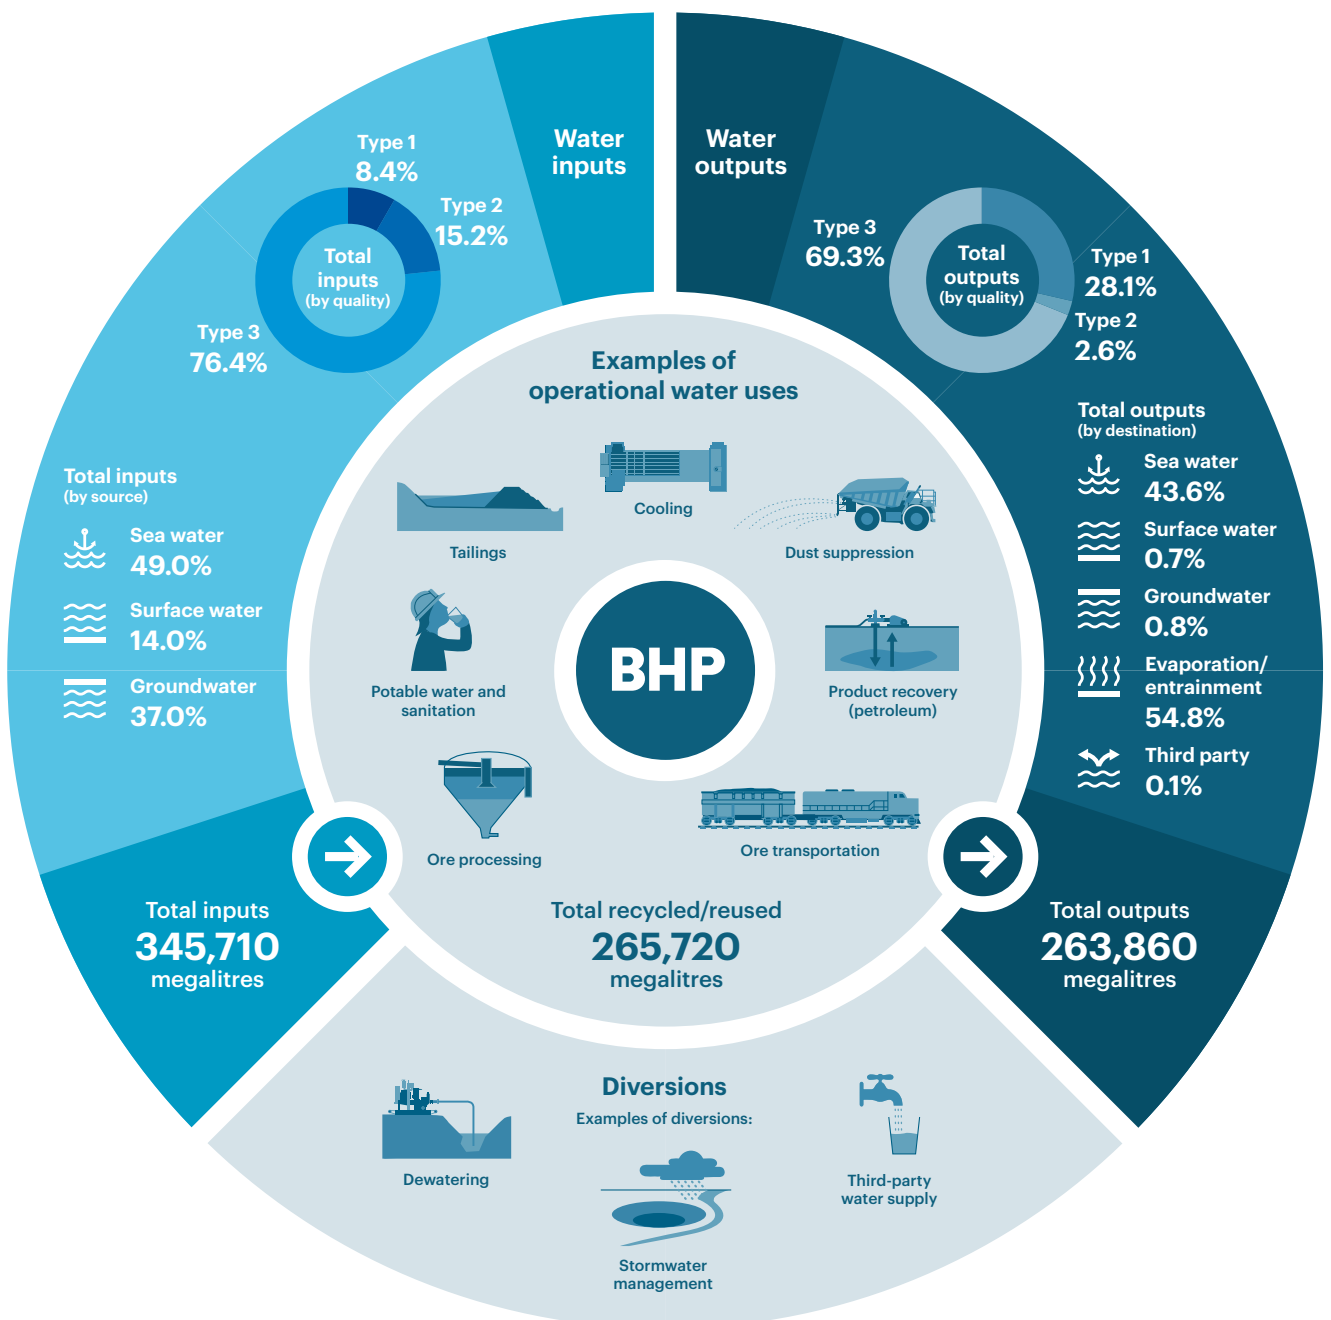 Water
inputs
Type 1
8.4%
Type 2
15.2%
Total
inputs
(by quality)
Type 3
76.4%
Total inputs
(by source)
Sea water
49.0%
Surface water
14.0%
Groundwater
37.0%
Total inputs
345,710
megalitres
Water
outputs
Type 3
69.3%
Total
outputs
(by quality)
Type 1
28.1%
Type 2
2.6%
Total outputs
(by destination)
Sea water
43.6%
Surface water
0.7%
Groundwater
0.8%
Evaporation/
entrainment
54.8%
Third party
0.1%
Total outputs
263,860
megalitres
Examples of
operational water uses
Cooling
Tailings
Dust suppression
BHP
Potable water and
sanitation
Product recovery
(petroleum)
Ore processing
Ore transportation
Total recycled/reused
265,720
megalitres
Diversions
Examples of diversions:
Dewatering
Stormwater
management
Third-party
water supply